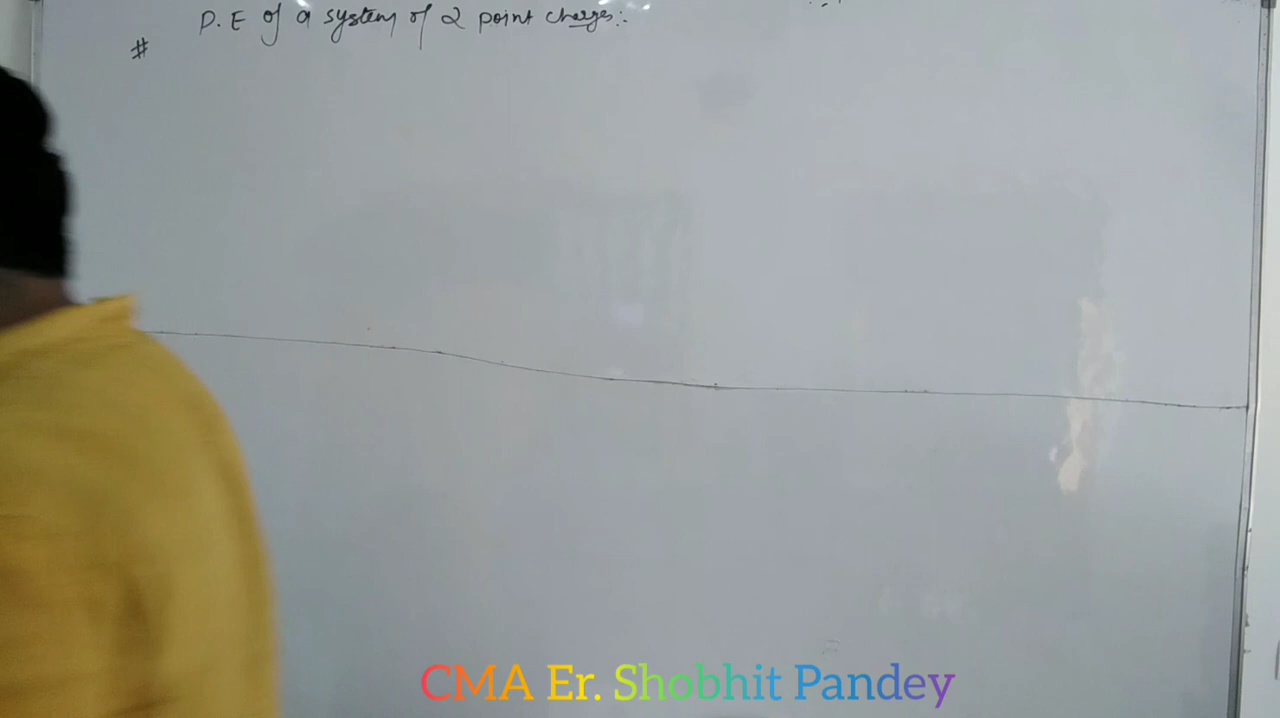 P.E of a system of 2 point charges:.
#
CMA Er. Shobhit Pandey